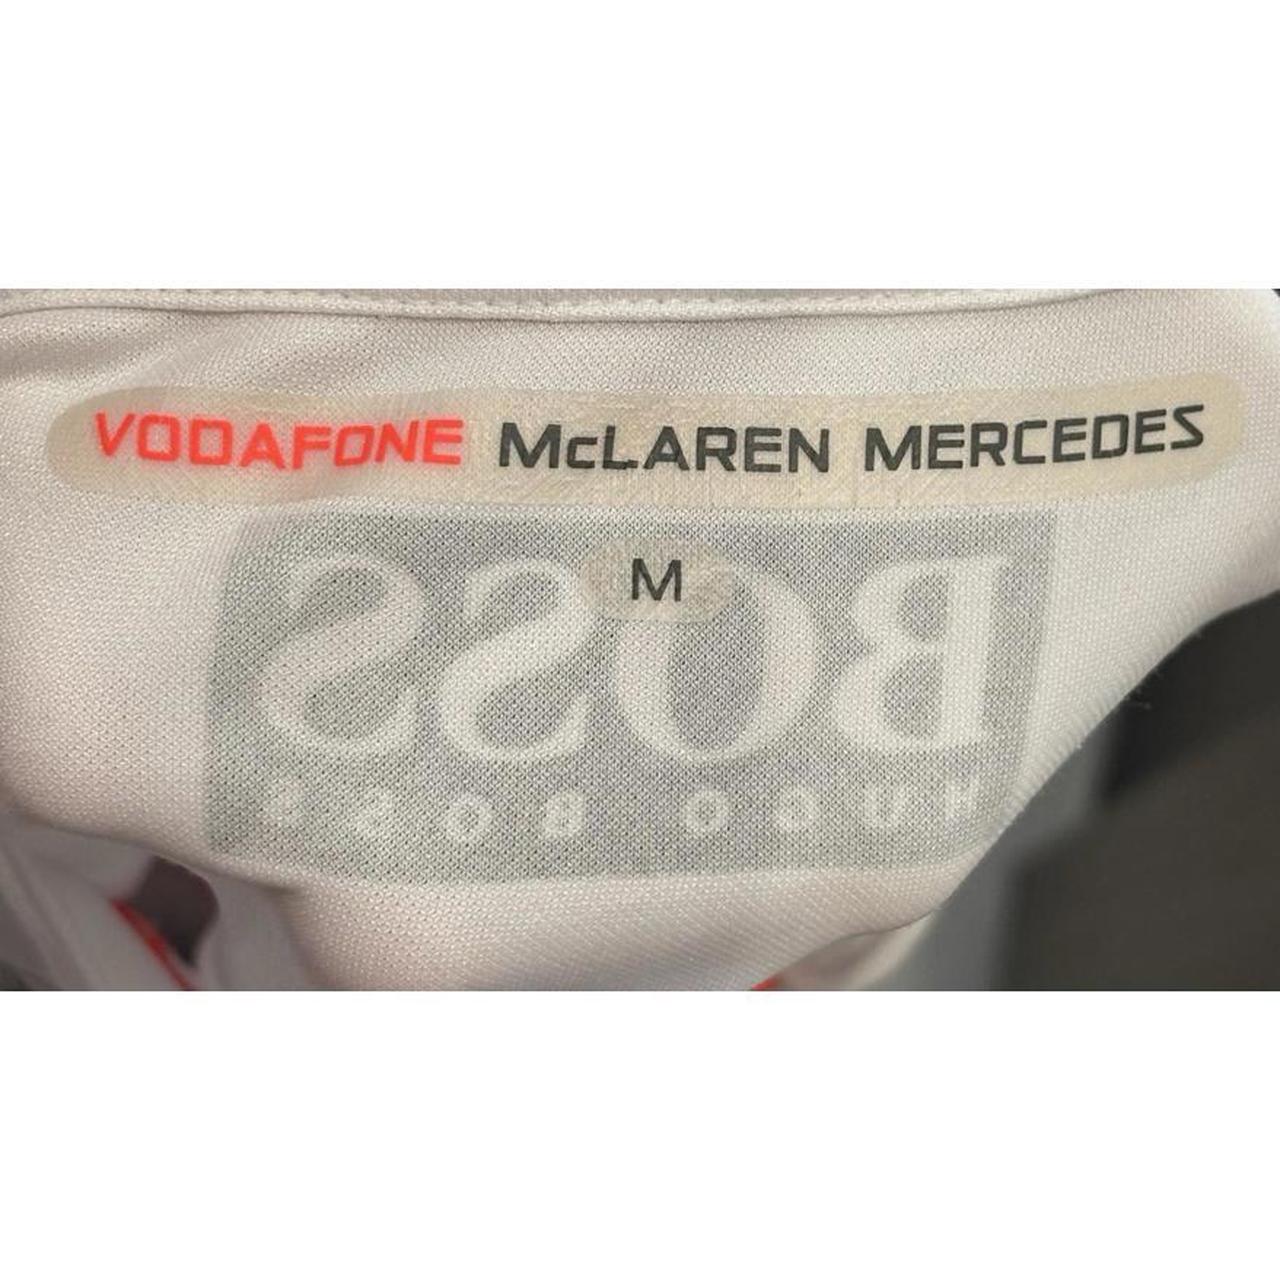 VODAFONE McLAREN MERCEDES
M
BOSS
HUGO BOSS